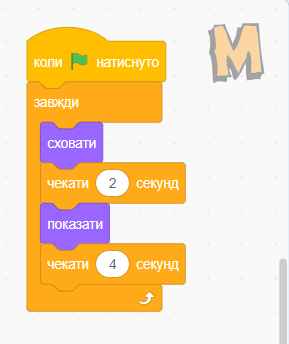 коли натиснуто
M
завжди
сховати
чекати 2 секунд
показати
чекати 4 секунд